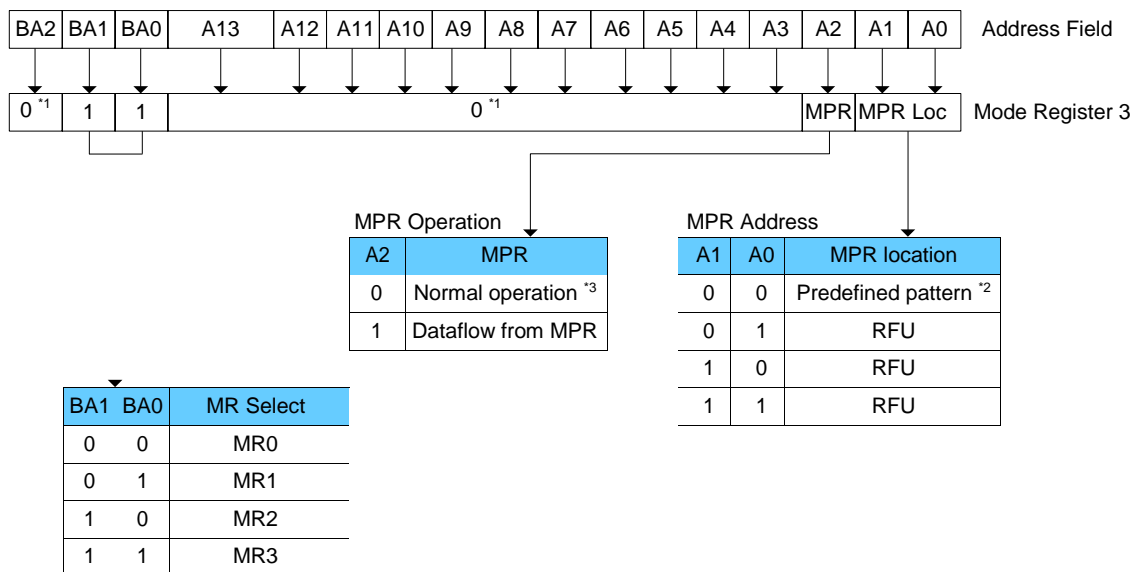 BA2 BA1 BA0 A13 A12 A11 A10 A9 A8 A7 A6 A5 A4 A3 A2 A1 A0 Address Field
0 *1 1 1 0 *1 MPR MPR Loc Mode Register 3
MPR Operation
A2 MPR
0 Normal operation *3
1 Dataflow from MPR
MPR Address
A1 A0 MPR location
0 0 Predefined pattern *2
0 1 RFU
1 0 RFU
1 1 RFU
BA1 BA0 MR Select
0 0 MR0
0 1 MR1
1 0 MR2
1 1 MR3